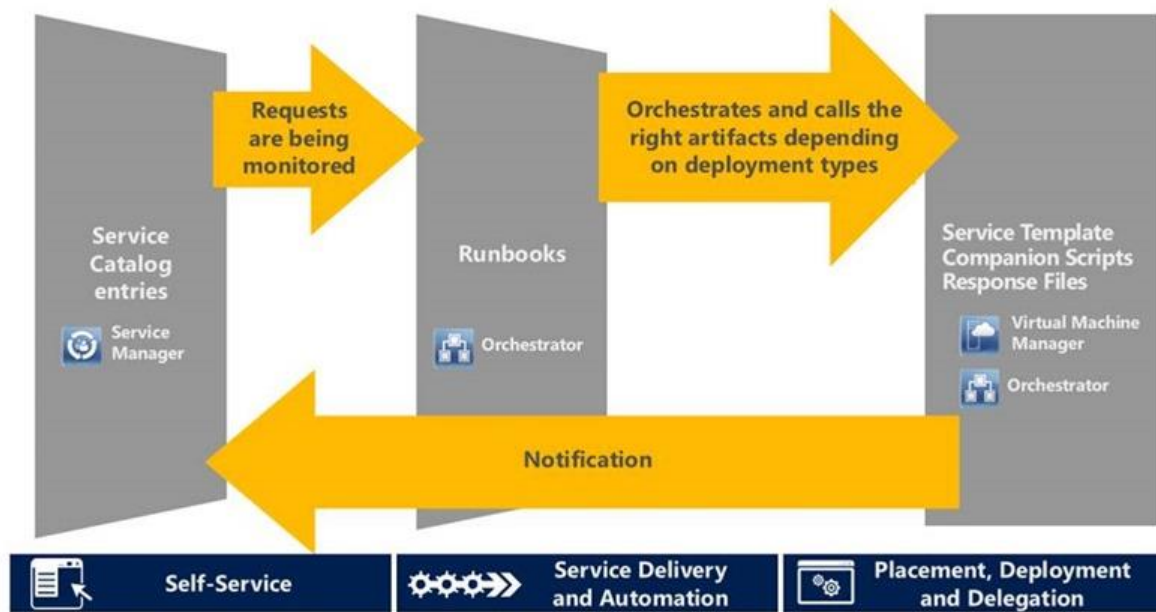 Requests
are being
monitored
Orchestrates and calls the
right artifacts depending
on deployment types
Service
Catalog
entries
Service
Manager
Runbooks
Orchestrator
Service Template
Companion Scripts
Response Files
Virtual Machine
Manager
Orchestrator
Notification
Self-Service
Service Delivery
and Automation
Placement, Deployment
and Delegation